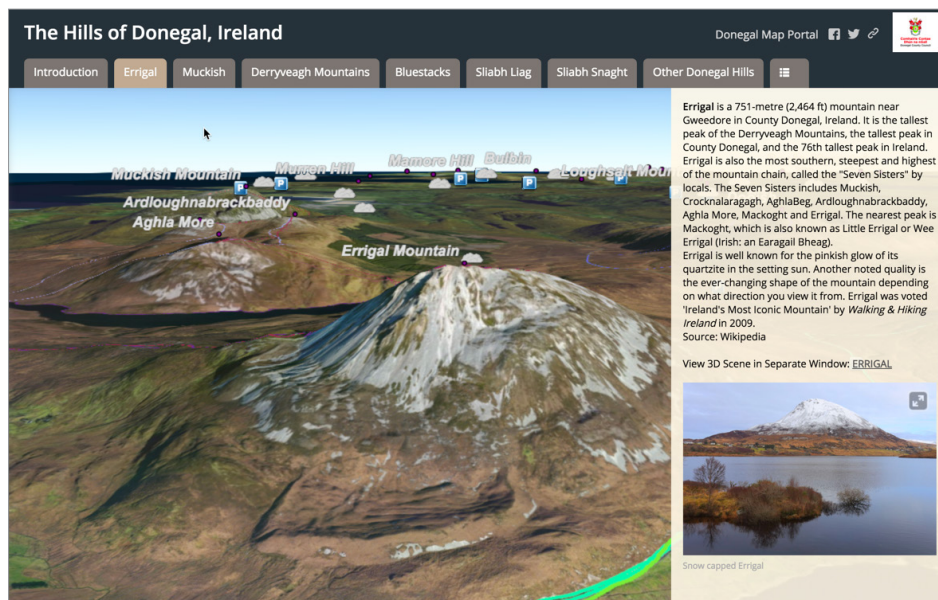 The Hills of Donegal, Ireland
Donegal Map Portal
Introduction
Errigal
Muckish
Derryveagh Mountains
Bluestacks
Sliabh Liag
Sliabh Snaght
Other Donegal Hills
Muckish Mountain
Murren Hill
Mamore Hill
Bulbin
Loughsalt Moun
P
P
P
P
P
P
Ardloughnabrackbaddy
Aghla More
Errigal Mountain
Errigal is a 751-metre (2,464 ft) mountain near
Gweedore in County Donegal, Ireland. It is the tallest
peak of the Derryveagh Mountains, the tallest peak in
County Donegal, and the 76th tallest peak in Ireland.
Errigal is also the most southern, steepest and highest
of the mountain chain, called the "Seven Sisters" by
locals. The Seven Sisters includes Muckish,
Crocknalaragagh, AghlaBeg, Ardloughnabrackbaddy,
Aghla More, Mackoght and Errigal. The nearest peak is
Mackoght, which is also known as Little Errigal or Wee
Errigal (Irish: an Earagail Bheag).
Errigal is well known for the pinkish glow of its
quartzite in the setting sun. Another noted quality is
the ever-changing shape of the mountain depending
on what direction you view it from. Errigal was voted
'Ireland's Most Iconic Mountain' by Walking & Hiking
Ireland in 2009.
Source: Wikipedia
View 3D Scene in Separate Window: ERRIGAL
Snow capped Errigal